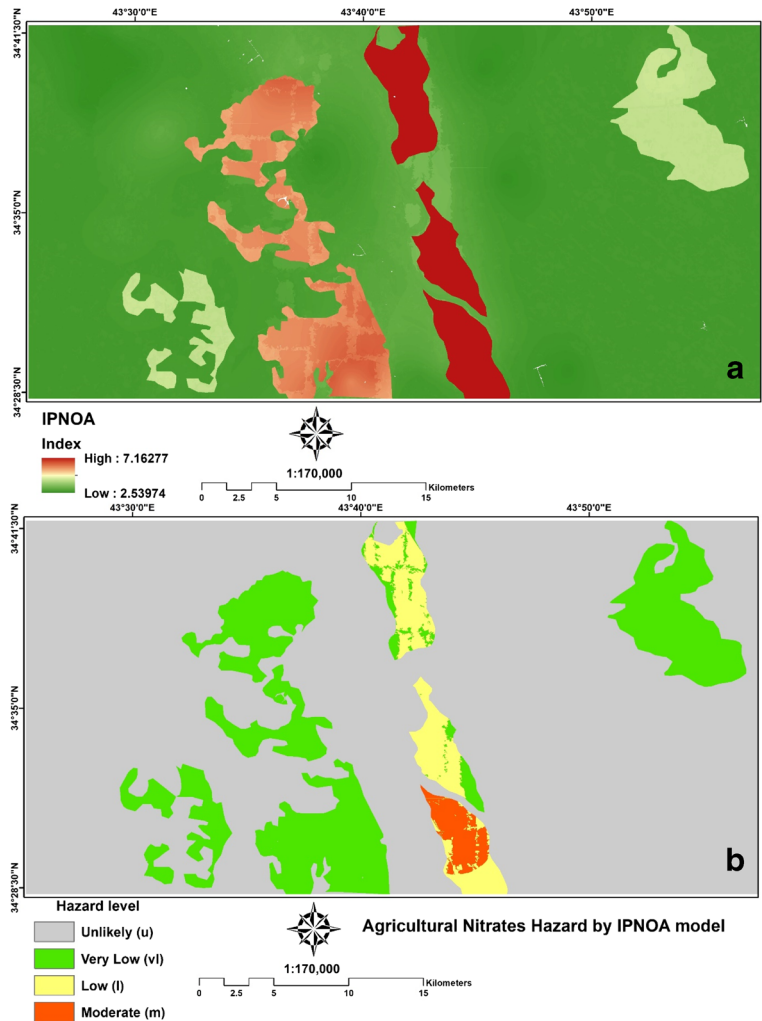 43°30'0"E 43°40'0"E 43°50'0"E
34°41'30"N
34°35'0"N
34°28'30"N
a
IPNOA
Index
High : 7.16277
Low : 2.53974
1:170,000
0 2.5 5 10 15 Kilometers
43°30'0"E 43°40'0"E 43°50'0"E
34°41'30"N
34°35'0"N
34°28'30"N
b
Hazard level
Unlikely (u)
Very Low (vl)
Low (l)
Moderate (m)
Agricultural Nitrates Hazard by IPNOA model
1:170,000
0 2.5 5 10 15 Kilometers